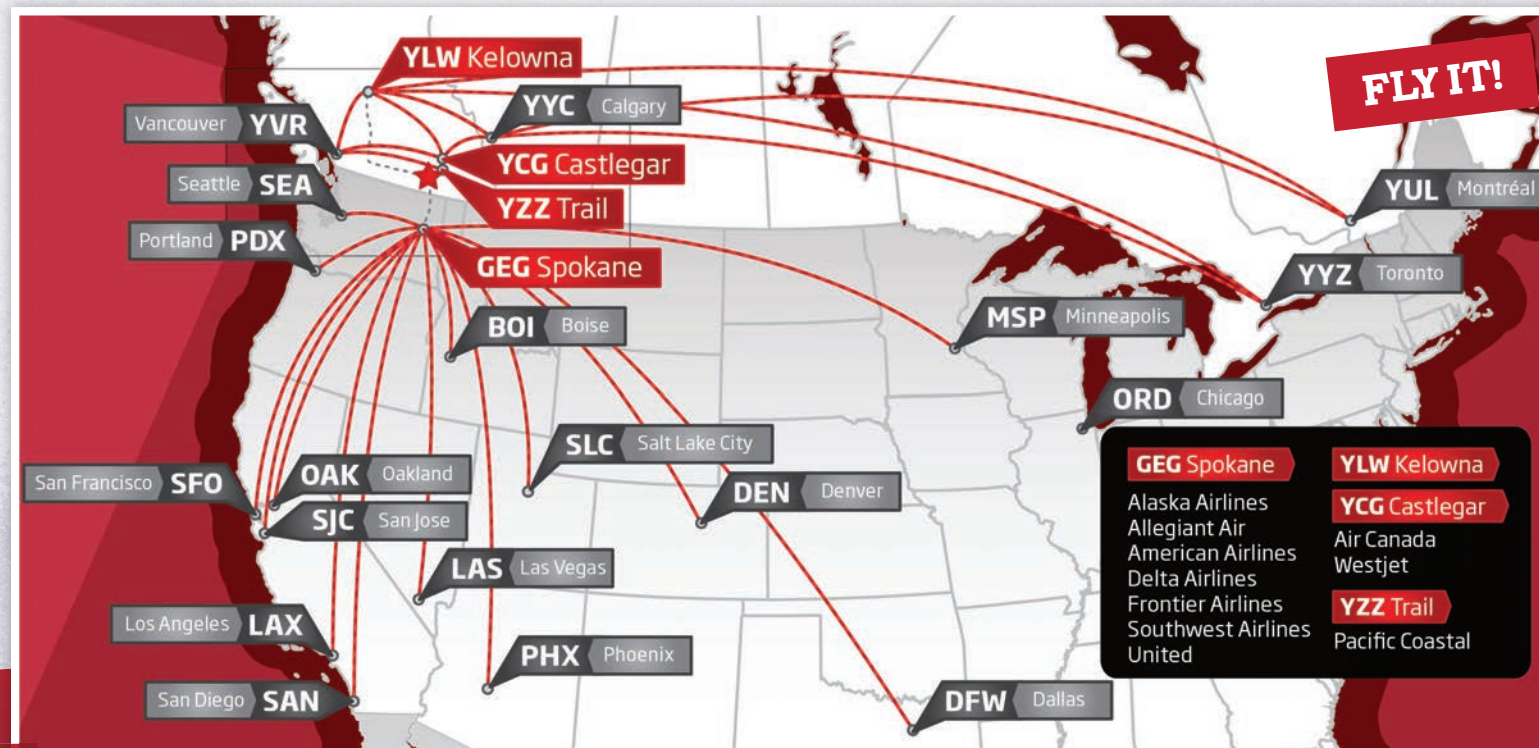 FLY IT!
YLW Kelowna
YYC Calgary
Vancouver YVR
YCG Castlegar
Seattle SEA
YUL Montréal
YZZ Trail
Portland PDX
GEG Spokane
YYZ Toronto
BOI Boise
MSP Minneapolis
ORD Chicago
SLC Salt Lake City
San Francisco SFO
OAK Oakland
DEN Denver
SJC San Jose
LAS Las Vegas
Los Angeles LAX
PHX Phoenix
San Diego SAN
DFW Dallas
GEG Spokane
Alaska Airlines
Allegiant Air
American Airlines
Delta Airlines
Frontier Airlines
Southwest Airlines
United
YLW Kelowna
YCG Castlegar
Air Canada
Westjet
YZZ Trail
Pacific Coastal